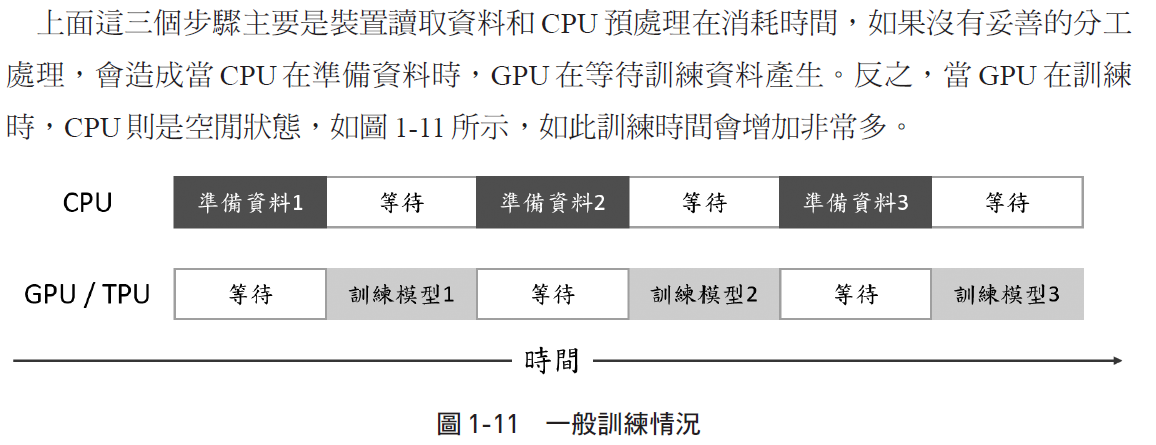 上面這三個步驟主要是裝置讀取資料和 CPU 預處理在消耗時間，如果沒有妥善的分工
處理，會造成當 CPU 在準備資料時，GPU 在等待訓練資料產生。反之，當 GPU 在訓練
時，CPU 則是空閒狀態，如圖 1-11 所示，如此訓練時間會增加非常多。
CPU 準備資料1 等待 準備資料2 等待 準備資料3 等待
GPU / TPU 等待 訓練模型1 等待 訓練模型2 等待 訓練模型3
時間
圖 1-11 一般訓練情況